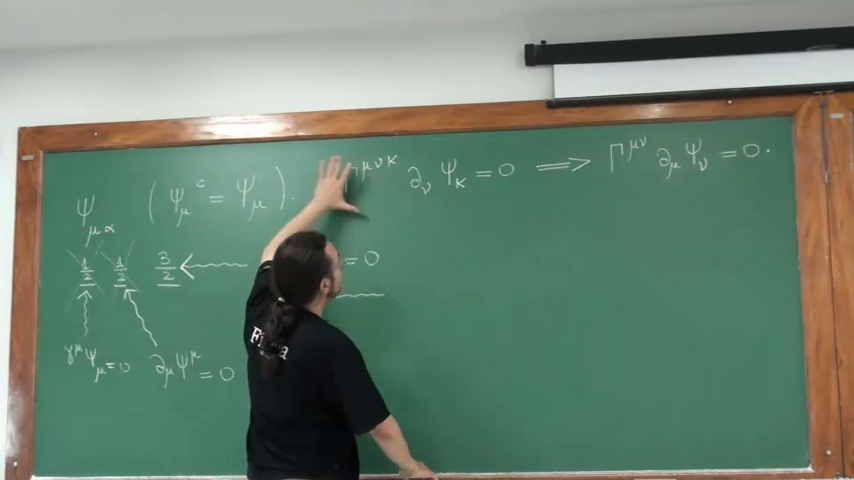 Ψ_μα (Ψ_μ^c = Ψ_μ). Γ^μνκ ∂_ν Ψ_κ = 0 ⟹ Γ^μν ∂_μ Ψ_ν = 0.
1/2 1/2 3/2 ← = 0
γ^μ Ψ_μ = 0 ∂_μ Ψ^μ = 0